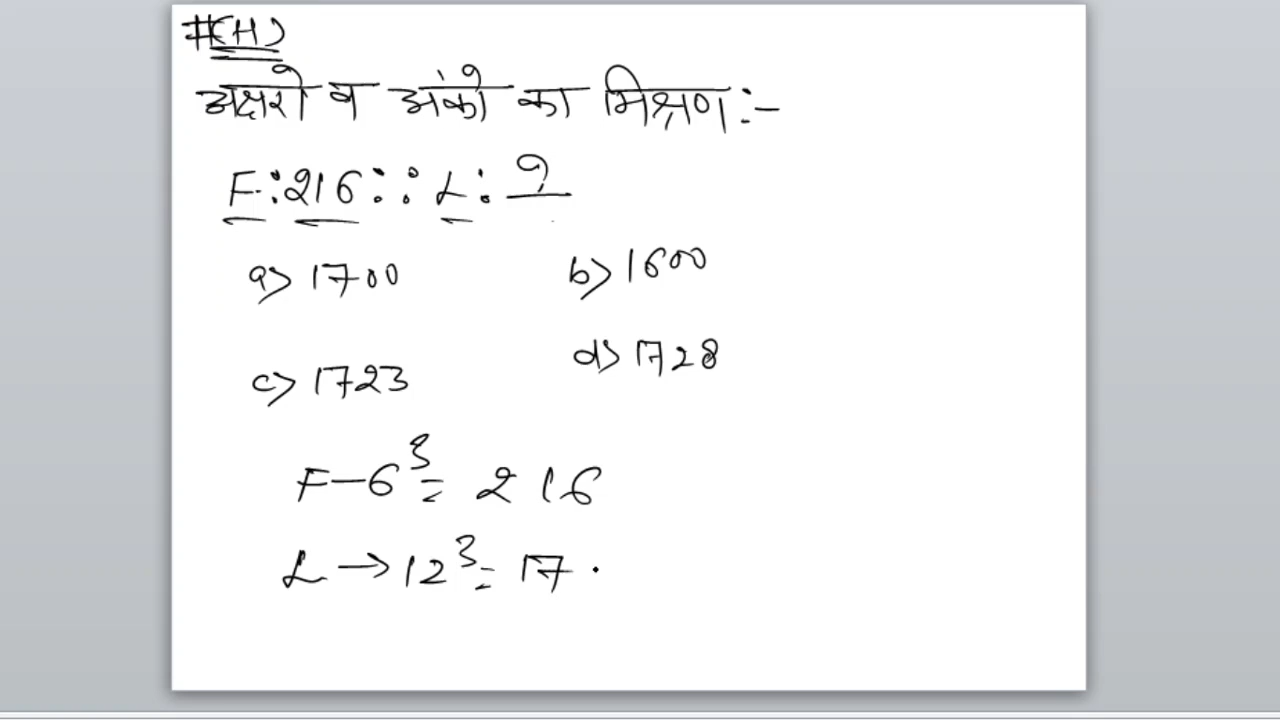 #(H)
अक्षरो व अंको का मिश्रण :-
F : 216 : : L : ?
a> 1700
b> 1600
c> 1723
d> 1728
F - 6³ = 216
L → 12³ = 17